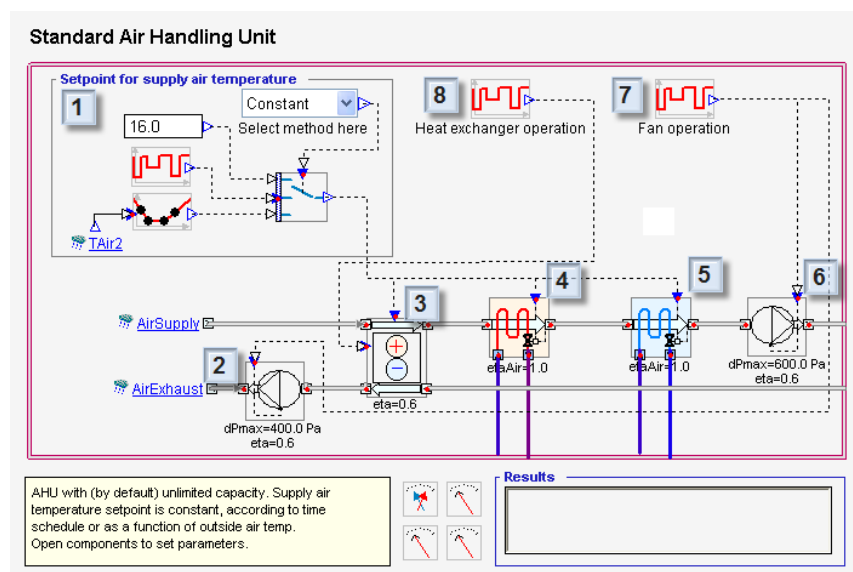 Standard Air Handling Unit
Setpoint for supply air temperature
1
Constant
Select method here
16.0
TAir2
8
Heat exchanger operation
7
Fan operation
AirSupply
3
4
etaAir=1.0
5
etaAir=1.0
6
dPmax=600.0 Pa
eta=0.6
AirExhaust
2
dPmax=400.0 Pa
eta=0.6
eta=0.6
AHU with (by default) unlimited capacity. Supply air
temperature setpoint is constant, according to time
schedule or as a function of outside air temp.
Open components to set parameters.
Results